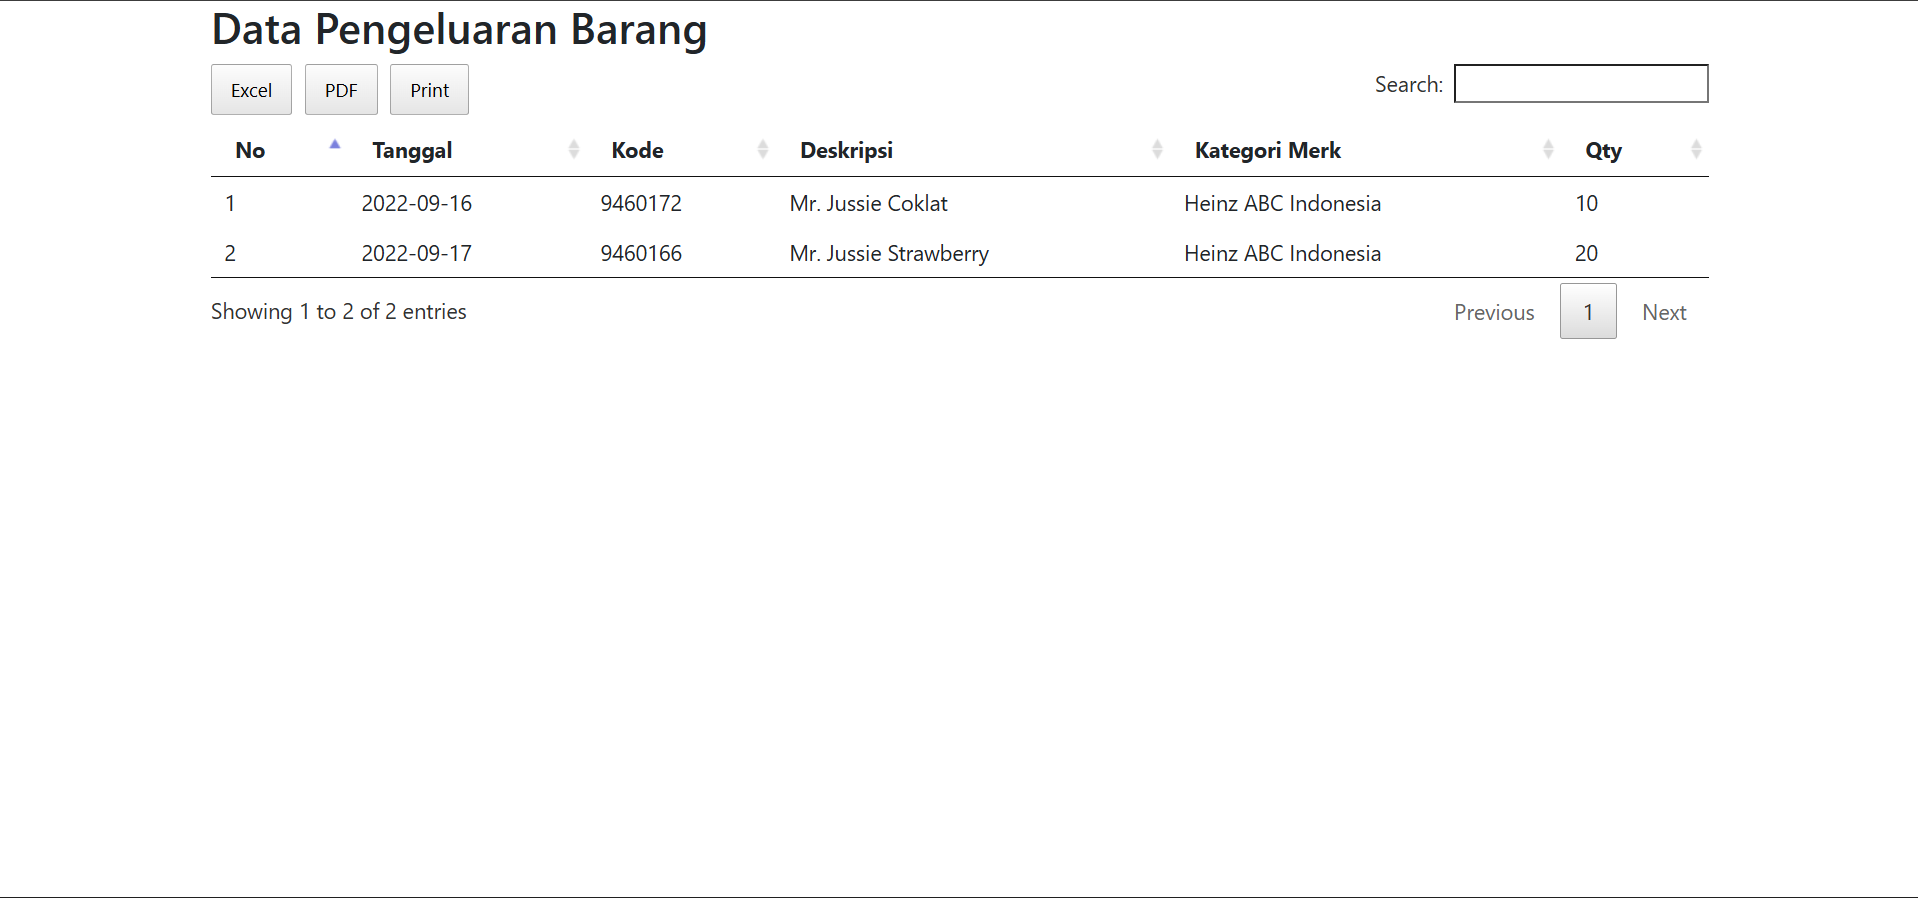 Data Pengeluaran Barang
Excel PDF Print Search:
No Tanggal Kode Deskripsi Kategori Merk Qty
1 2022-09-16 9460172 Mr. Jussie Coklat Heinz ABC Indonesia 10
2 2022-09-17 9460166 Mr. Jussie Strawberry Heinz ABC Indonesia 20
Showing 1 to 2 of 2 entries Previous 1 Next